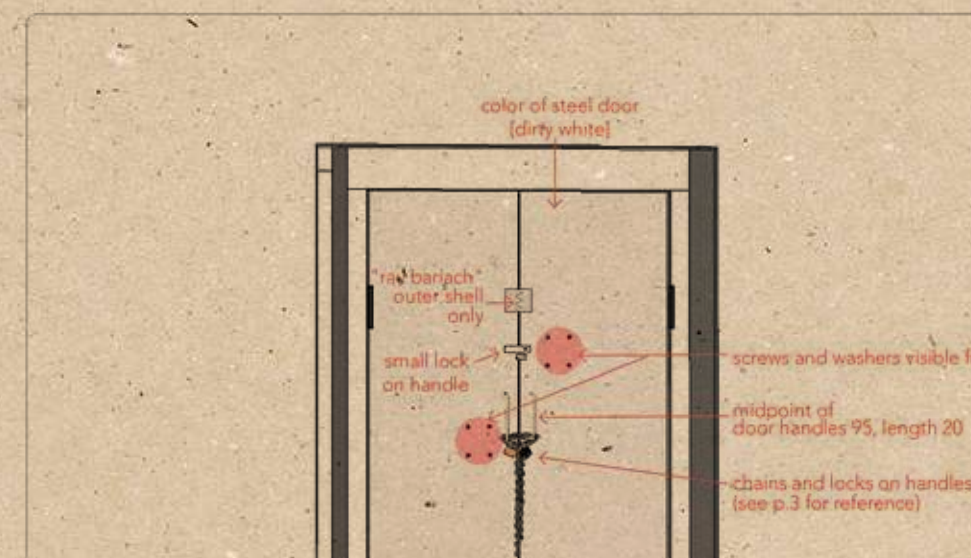 color of steel door
[dirty white]
"rav bariach"
outer shell
only
small lock
on handle
screws and washers visible f
midpoint of
door handles 95, length 20
chains and locks on handles
(see p.3 for reference)